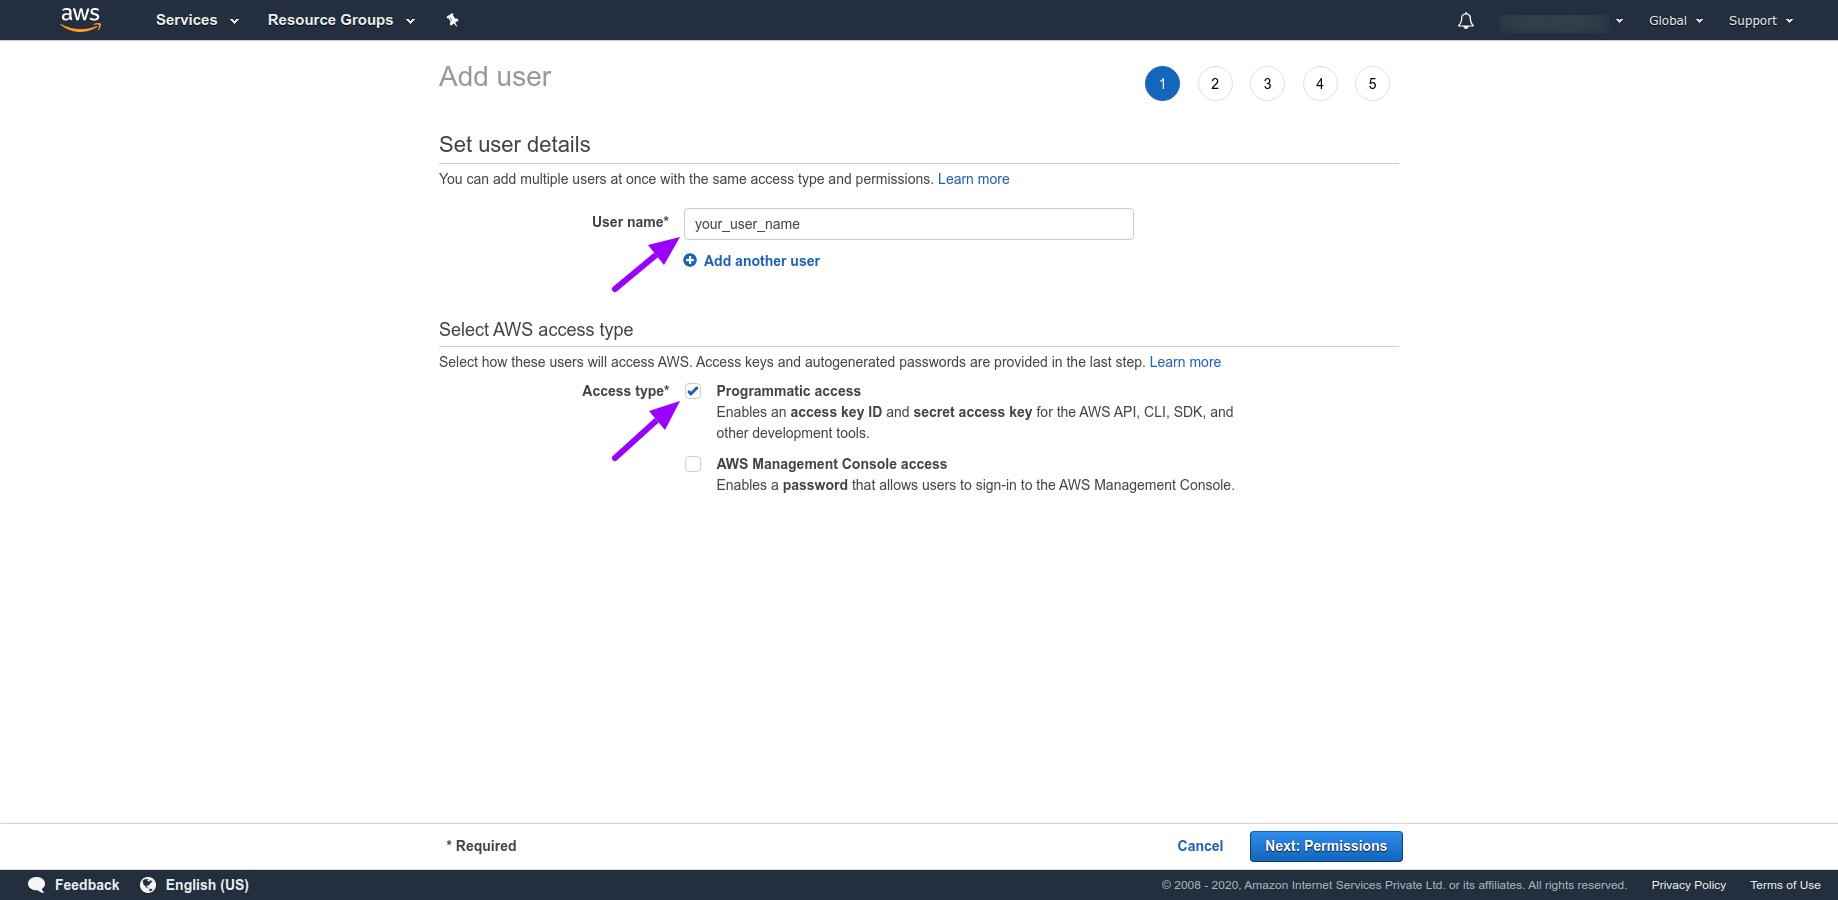 aws Services Resource Groups Global Support
Add user 1 2 3 4 5
Set user details
You can add multiple users at once with the same access type and permissions. Learn more
User name* your_user_name
Add another user
Select AWS access type
Select how these users will access AWS. Access keys and autogenerated passwords are provided in the last step. Learn more
Access type* Programmatic access
Enables an access key ID and secret access key for the AWS API, CLI, SDK, and
other development tools.
AWS Management Console access
Enables a password that allows users to sign-in to the AWS Management Console.
* Required Cancel Next: Permissions
Feedback English (US) © 2008 - 2020, Amazon Internet Services Private Ltd. or its affiliates. All rights reserved. Privacy Policy Terms of Use